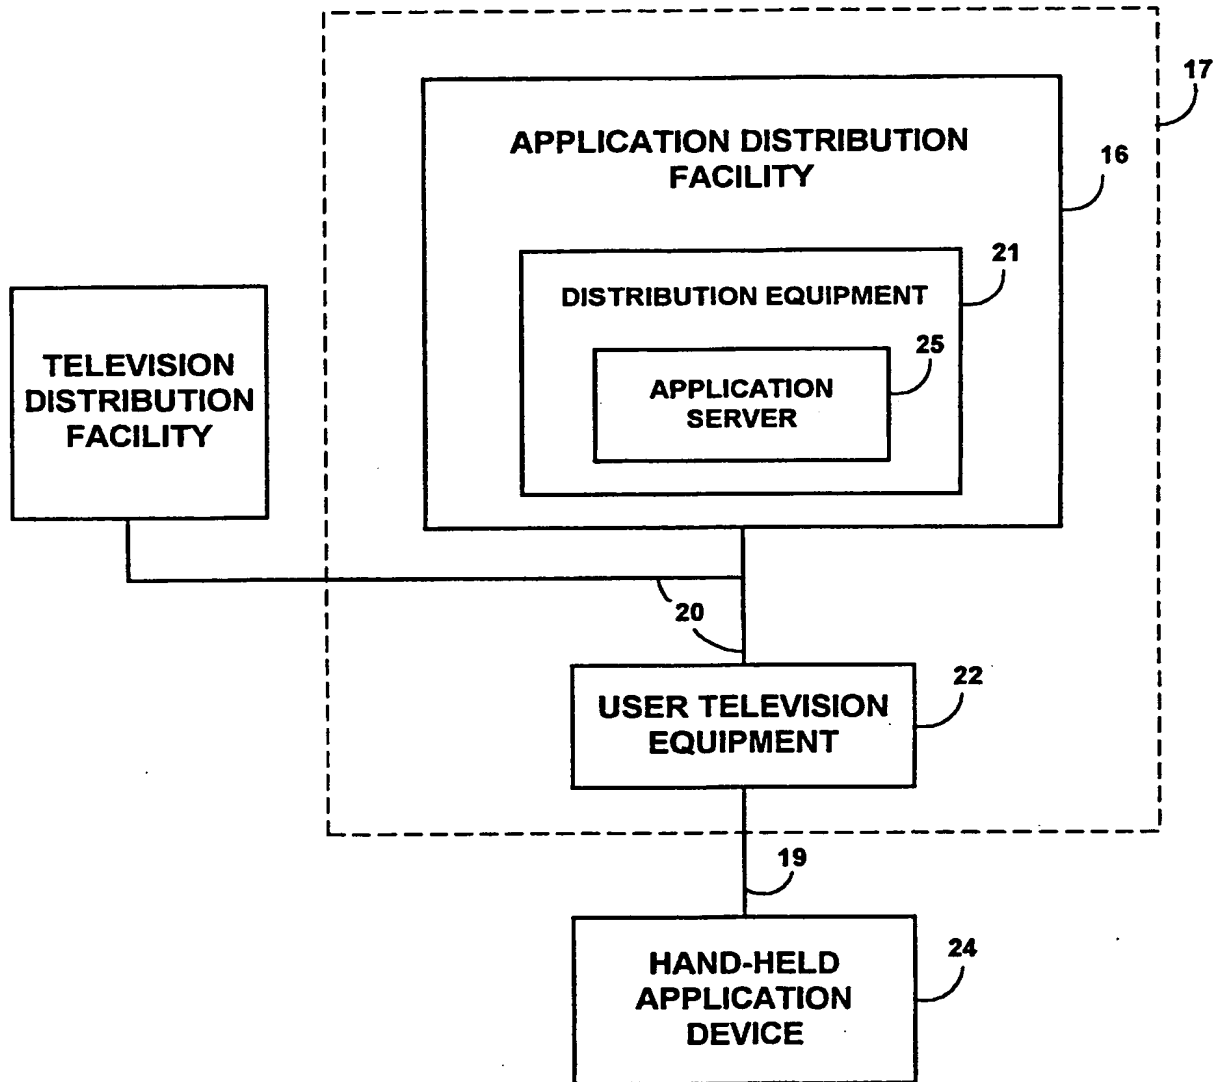 17
APPLICATION DISTRIBUTION
FACILITY
16
21
DISTRIBUTION EQUIPMENT
25
APPLICATION
SERVER
TELEVISION
DISTRIBUTION
FACILITY
20
22
USER TELEVISION
EQUIPMENT
19
24
HAND-HELD
APPLICATION
DEVICE